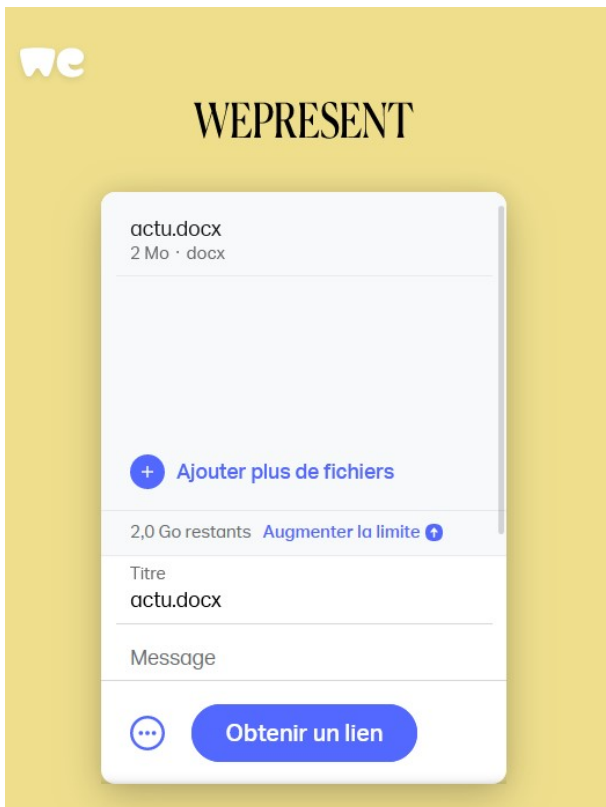 we
WEPRESENT
actu.docx
2 Mo · docx
+ Ajouter plus de fichiers
2,0 Go restants Augmenter la limite
Titre
actu.docx
Message
Obtenir un lien